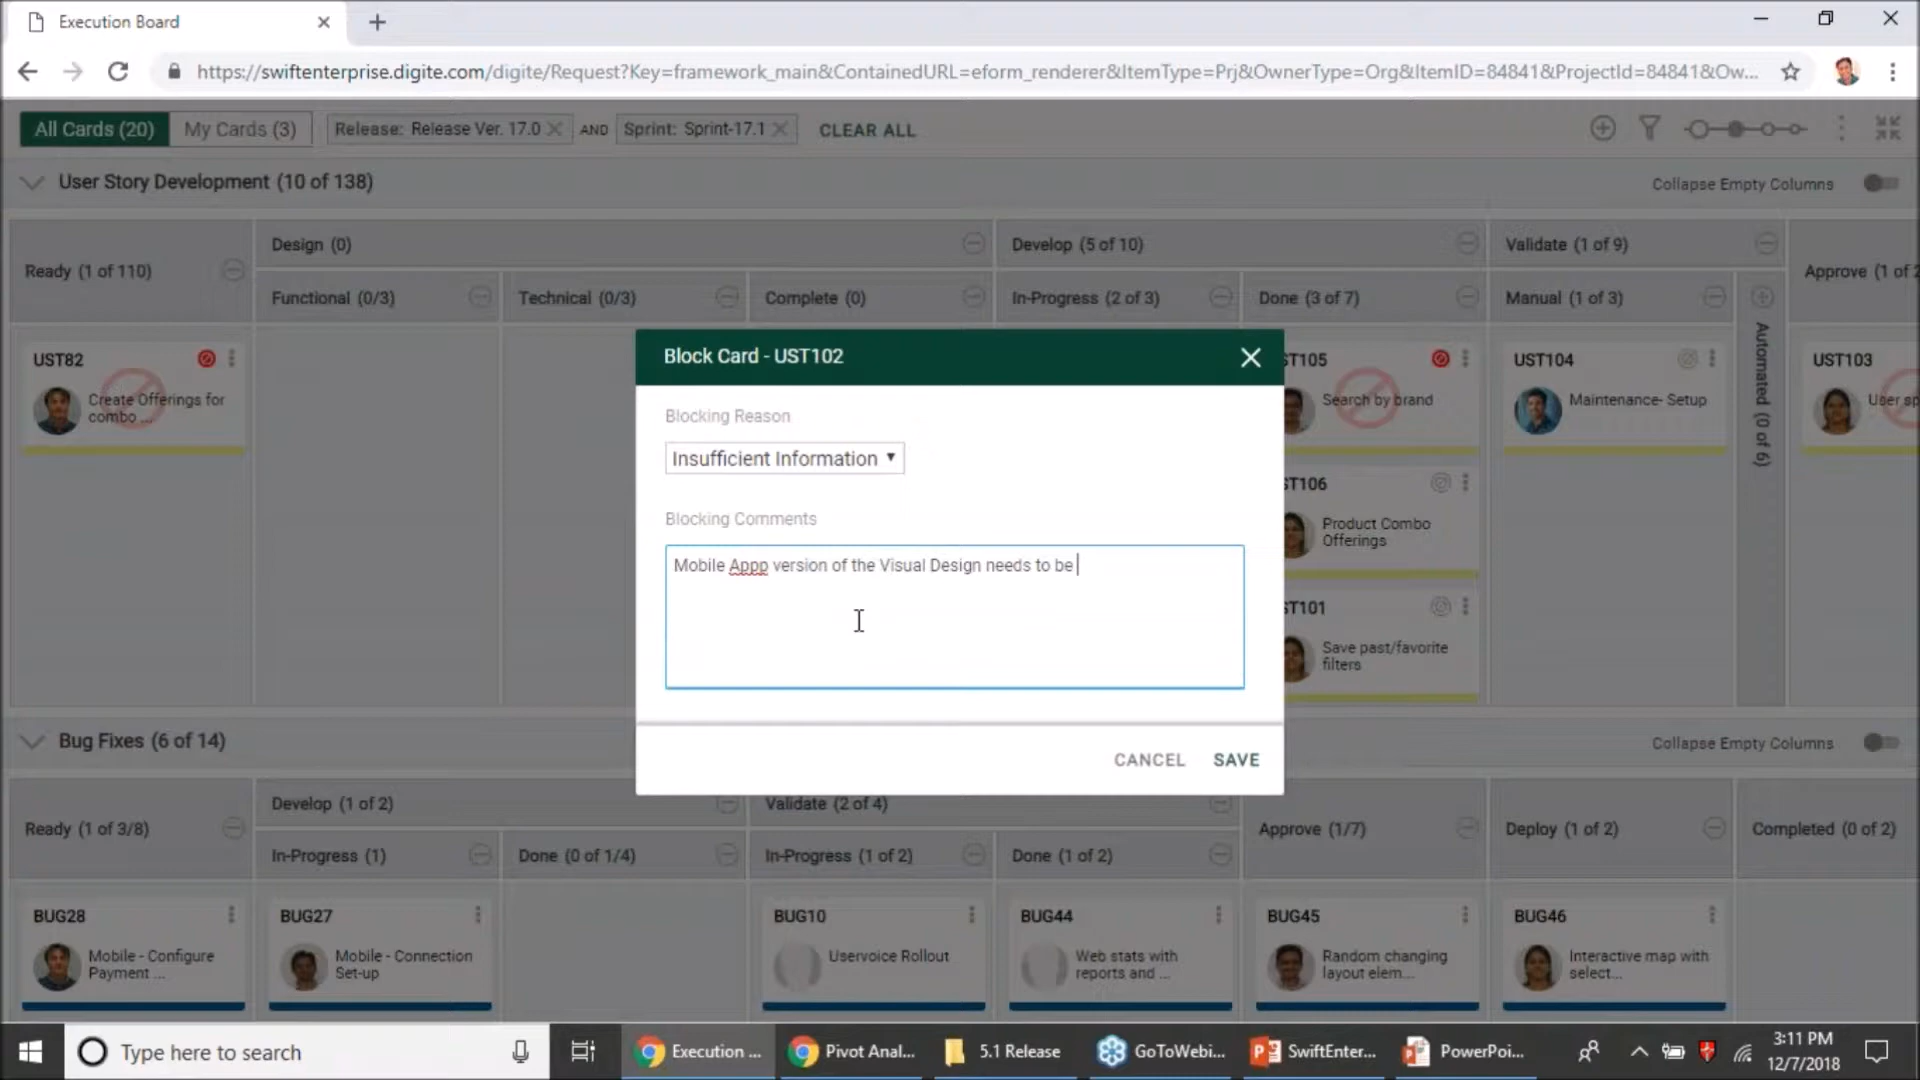 Execution Board
https://swiftenterprise.digite.com/digite/Request?Key=framework_main&ContainedURL=eform_renderer&ItemType=Prj&OwnerType=Org&ItemID=84841&ProjectId=84841&Ow...
All Cards (20)
My Cards (3)
Release: Release Ver. 17.0
AND
Sprint: Sprint-17.1
CLEAR ALL
User Story Development (10 of 138)
Collapse Empty Columns
Ready (1 of 110)
Design (0)
Develop (5 of 10)
Validate (1 of 9)
Approve (1 of 2
Functional (0/3)
Technical (0/3)
Complete (0)
In-Progress (2 of 3)
Done (3 of 7)
Manual (1 of 3)
Automated (0 of 6)
UST82
Create Offerings for
combo ...
Block Card - UST102
Blocking Reason
Insufficient Information
Blocking Comments
Mobile Appp version of the Visual Design needs to be
CANCEL
SAVE
ST105
Search by brand
ST106
Product Combo
Offerings
ST101
Save past/favorite
filters
UST104
Maintenance- Setup
UST103
User sp
Bug Fixes (6 of 14)
Collapse Empty Columns
Ready (1 of 3/8)
Develop (1 of 2)
Validate (2 of 4)
Approve (1/7)
Deploy (1 of 2)
Completed (0 of 2)
In-Progress (1)
Done (0 of 1/4)
In-Progress (1 of 2)
Done (1 of 2)
BUG28
Mobile - Configure
Payment ...
BUG27
Mobile - Connection
Set-up
BUG10
Uservoice Rollout
BUG44
Web stats with
reports and ...
BUG45
Random changing
layout elem...
BUG46
Interactive map with
select...
Type here to search
Execution ...
Pivot Anal...
5.1 Release
GoToWebi...
SwiftEnter...
PowerPoi...
3:11 PM
12/7/2018